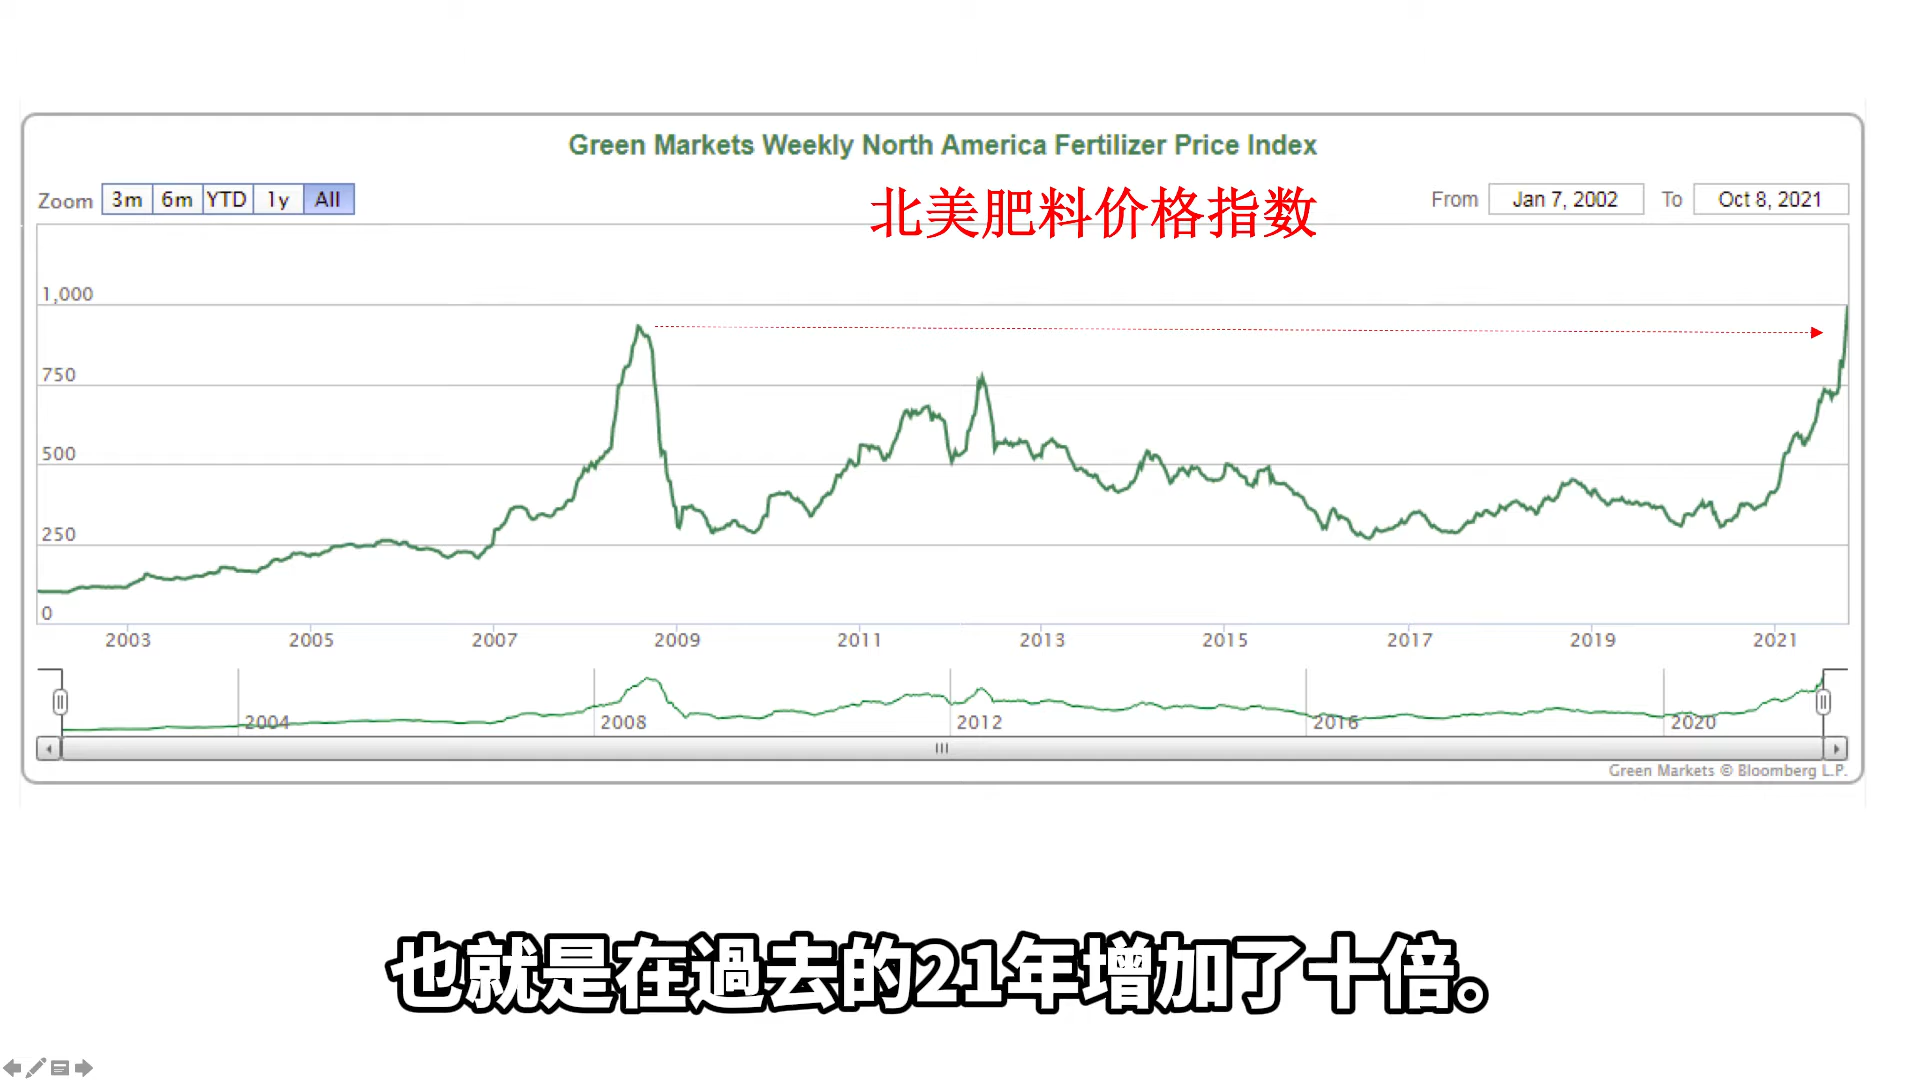 Green Markets Weekly North America Fertilizer Price Index
Zoom 3m 6m YTD 1y All
北美肥料价格指数
From Jan 7, 2002 To Oct 8, 2021
1,000
750
500
250
0
2003 2005 2007 2009 2011 2013 2015 2017 2019 2021
2004 2008 2012 2016 2020
Green Markets © Bloomberg L.P.
也就是在過去的21年增加了十倍。